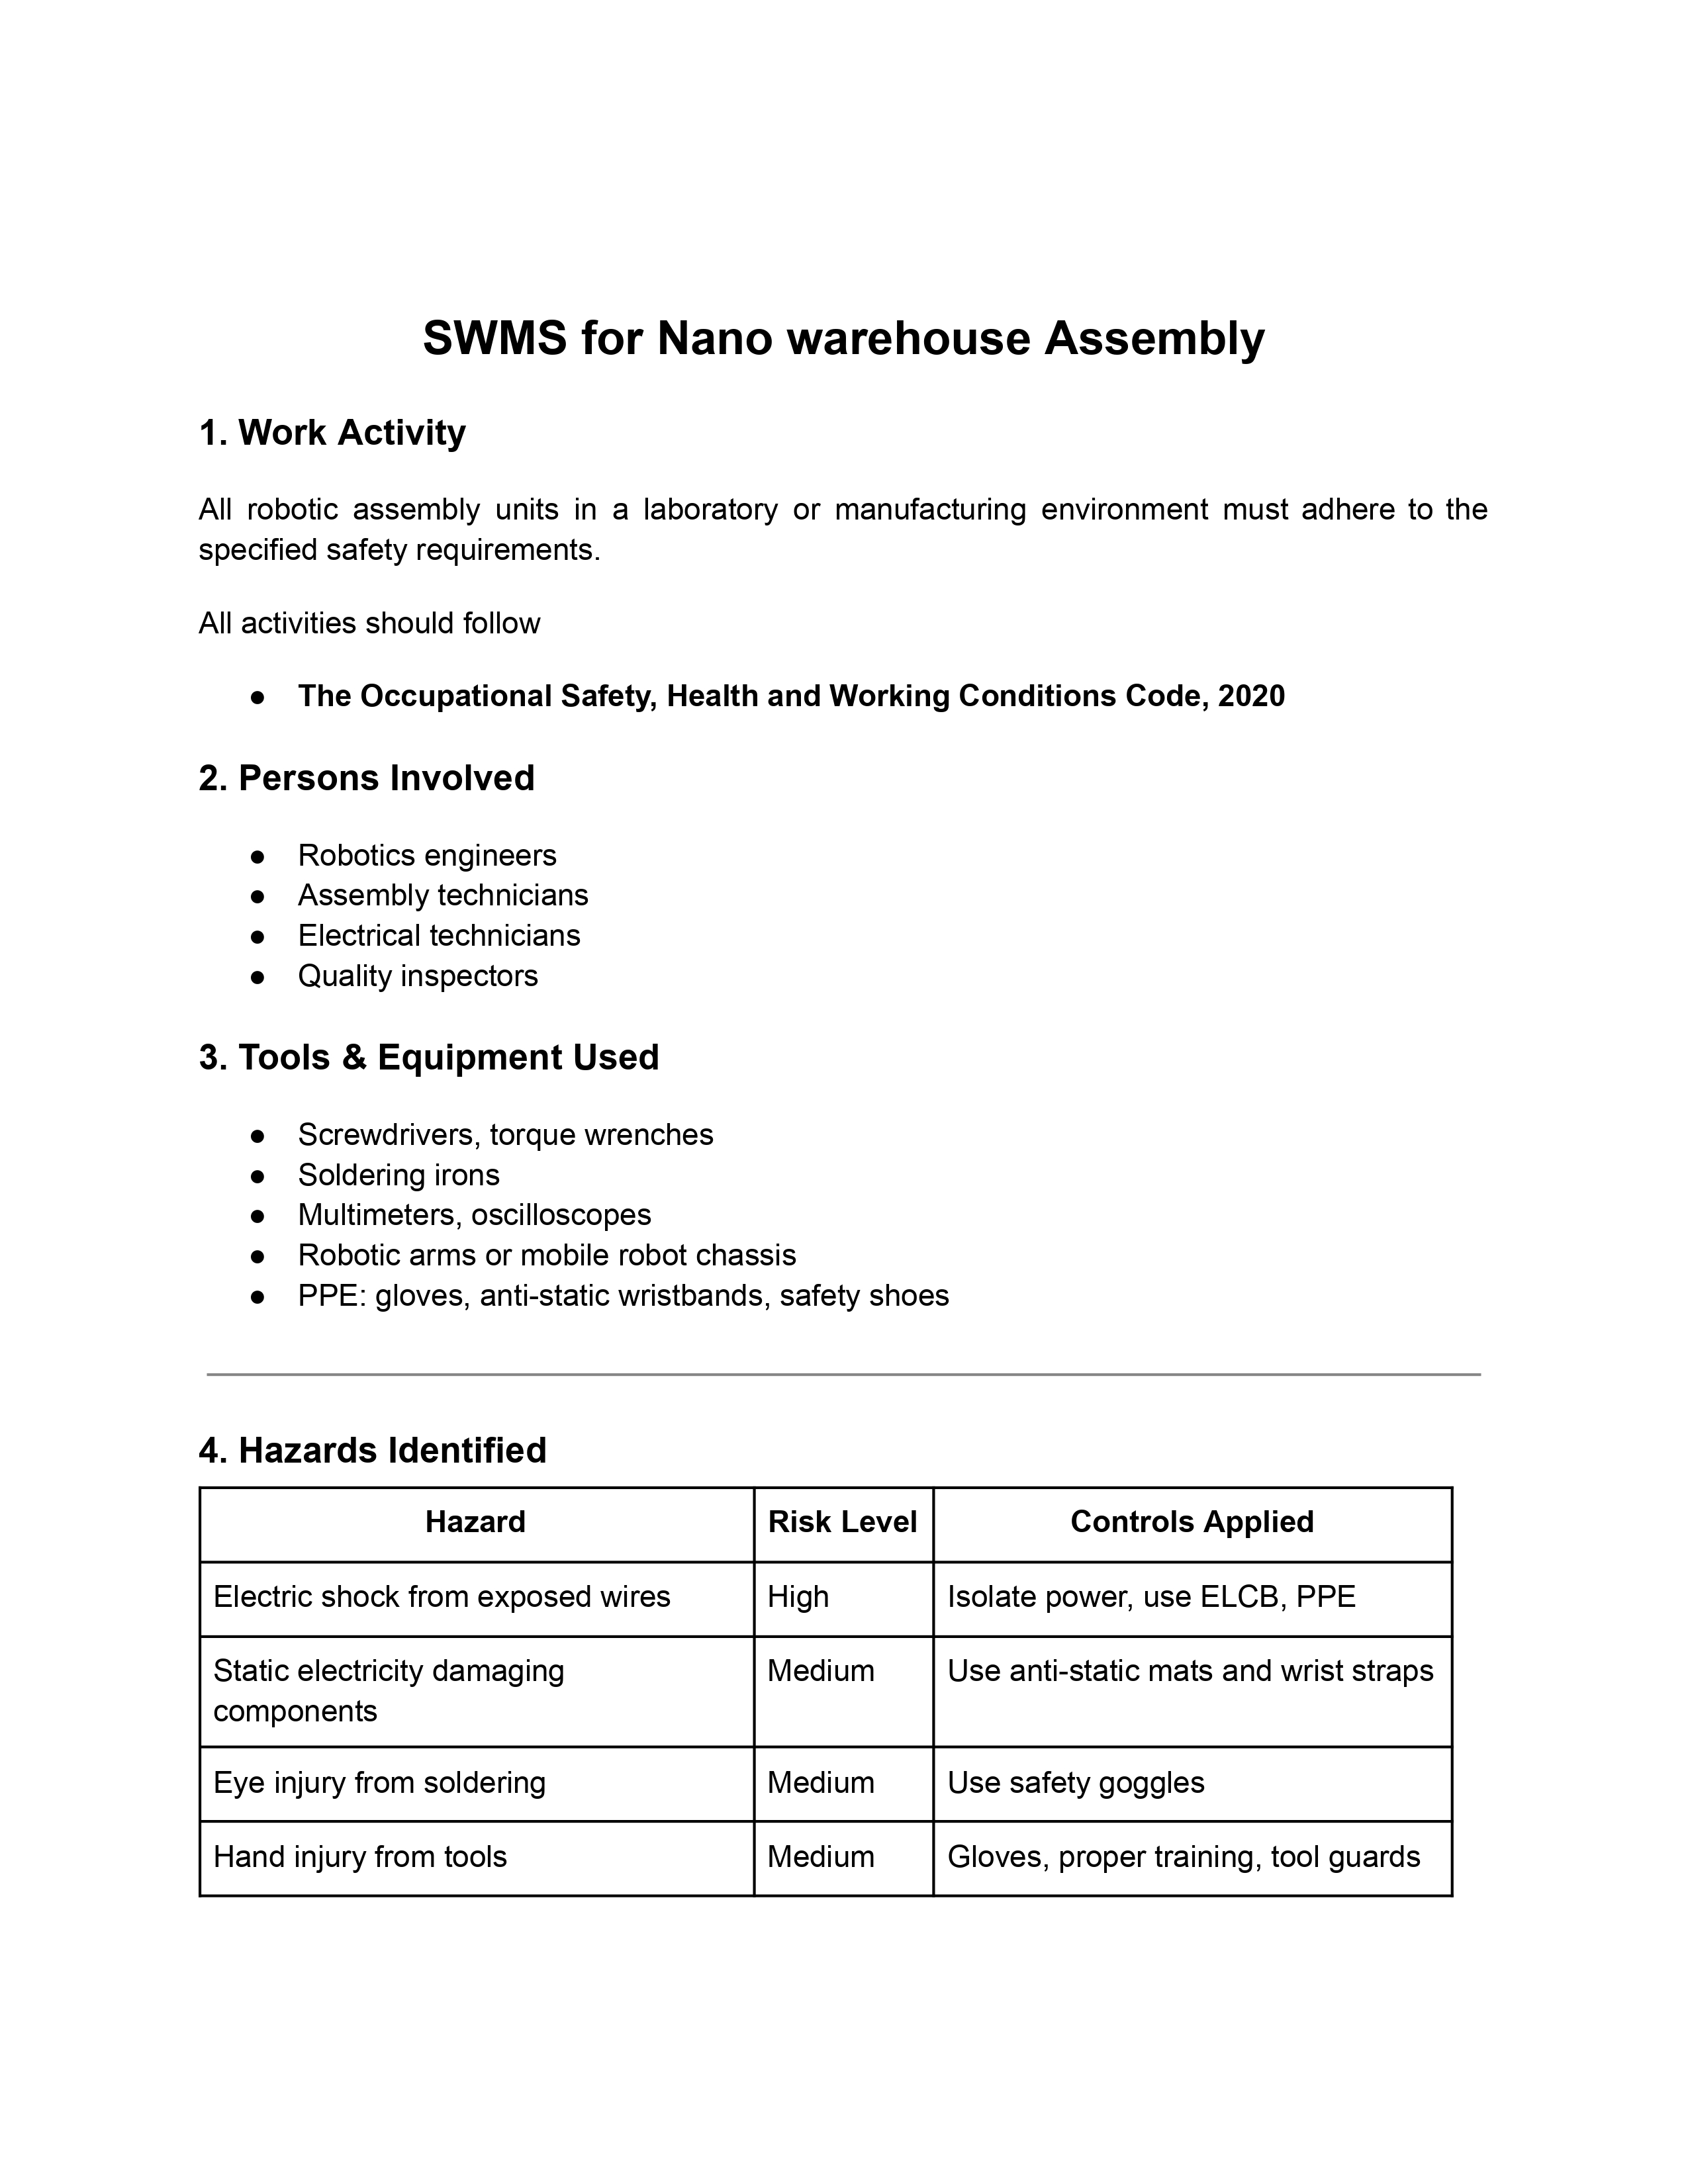 SWMS for Nano warehouse Assembly
1. Work Activity
All robotic assembly units in a laboratory or manufacturing environment must adhere to the
specified safety requirements.
All activities should follow
● The Occupational Safety, Health and Working Conditions Code, 2020
2. Persons Involved
● Robotics engineers
● Assembly technicians
● Electrical technicians
● Quality inspectors
3. Tools & Equipment Used
● Screwdrivers, torque wrenches
● Soldering irons
● Multimeters, oscilloscopes
● Robotic arms or mobile robot chassis
● PPE: gloves, anti-static wristbands, safety shoes
4. Hazards Identified
Hazard Risk Level Controls Applied
Electric shock from exposed wires High Isolate power, use ELCB, PPE
Static electricity damaging Medium Use anti-static mats and wrist straps
components
Eye injury from soldering Medium Use safety goggles
Hand injury from tools Medium Gloves, proper training, tool guards